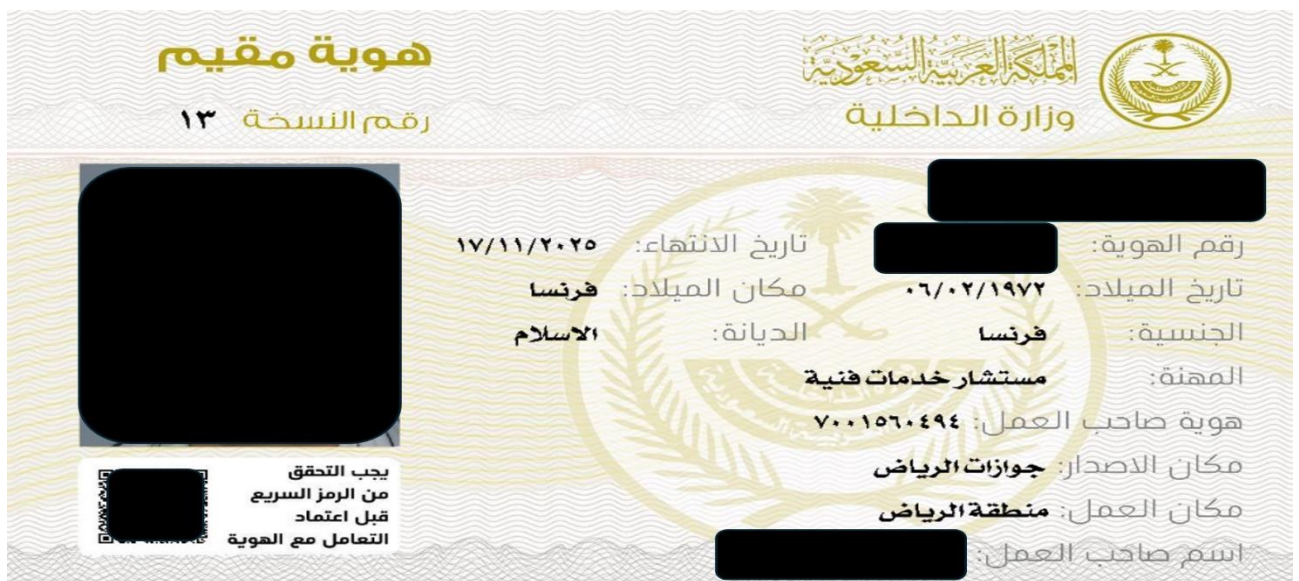 المملكة العربية السعودية
وزارة الداخلية
هوية مقيم
رقم النسخة ١٣
رقم الهوية: تاريخ الانتهاء: ١٧/١١/٢٠٢٥
تاريخ الميلاد: ٠٦/٠٢/١٩٧٢ مكان الميلاد: فرنسا
الجنسية: فرنسا الديانة: الاسلام
المهنة: مستشار خدمات فنية
هوية صاحب العمل: ٧٠٠١٥٦٠٤٩٤
مكان الاصدار: جوازات الرياض
مكان العمل: منطقة الرياض
اسم صاحب العمل:
يجب التحقق
من الرمز السريع
قبل اعتماد
التعامل مع الهوية